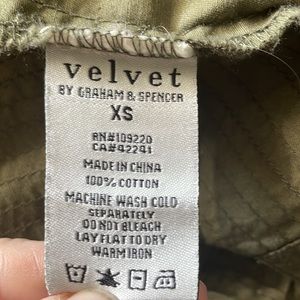 velvet
BY GRAHAM & SPENCER
XS
RN#109220
CA#42241
MADE IN CHINA
100% COTTON
MACHINE WASH COLD
SEPARATELY
DO NOT BLEACH
LAY FLAT TO DRY
WARM IRON